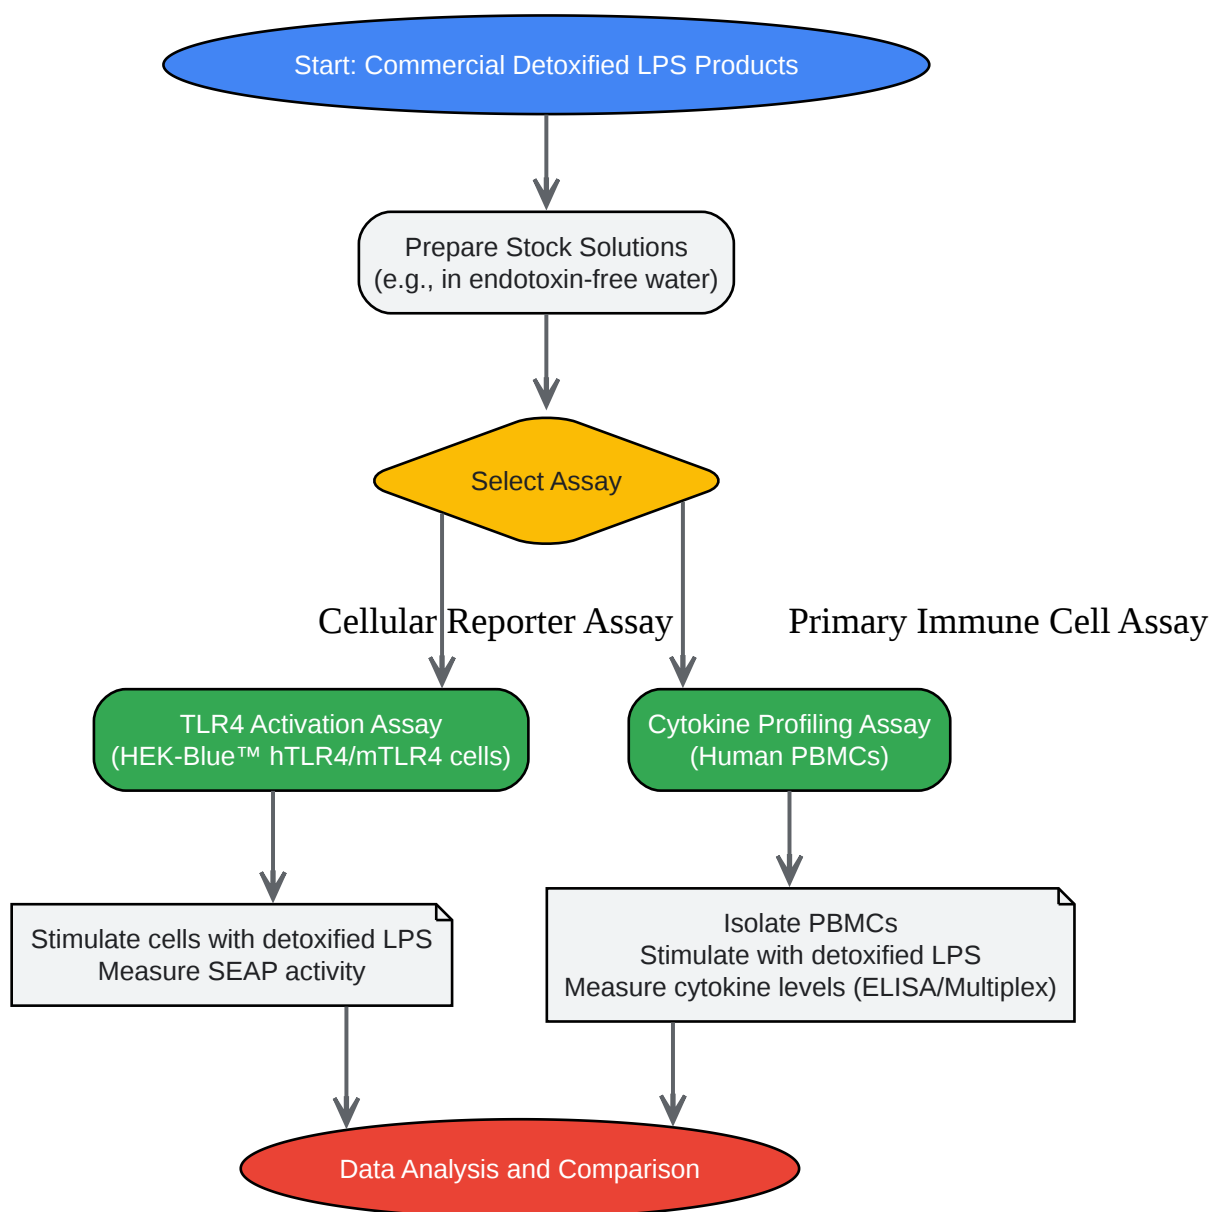 Start: Commercial Detoxified LPS Products
Prepare Stock Solutions
(e.g., in endotoxin-free water)
Select Assay
Cellular Reporter Assay
Primary Immune Cell Assay
TLR4 Activation Assay
(HEK-Blue™ hTLR4/mTLR4 cells)
Cytokine Profiling Assay
(Human PBMCs)
Stimulate cells with detoxified LPS
Measure SEAP activity
Isolate PBMCs
Stimulate with detoxified LPS
Measure cytokine levels (ELISA/Multiplex)
Data Analysis and Comparison